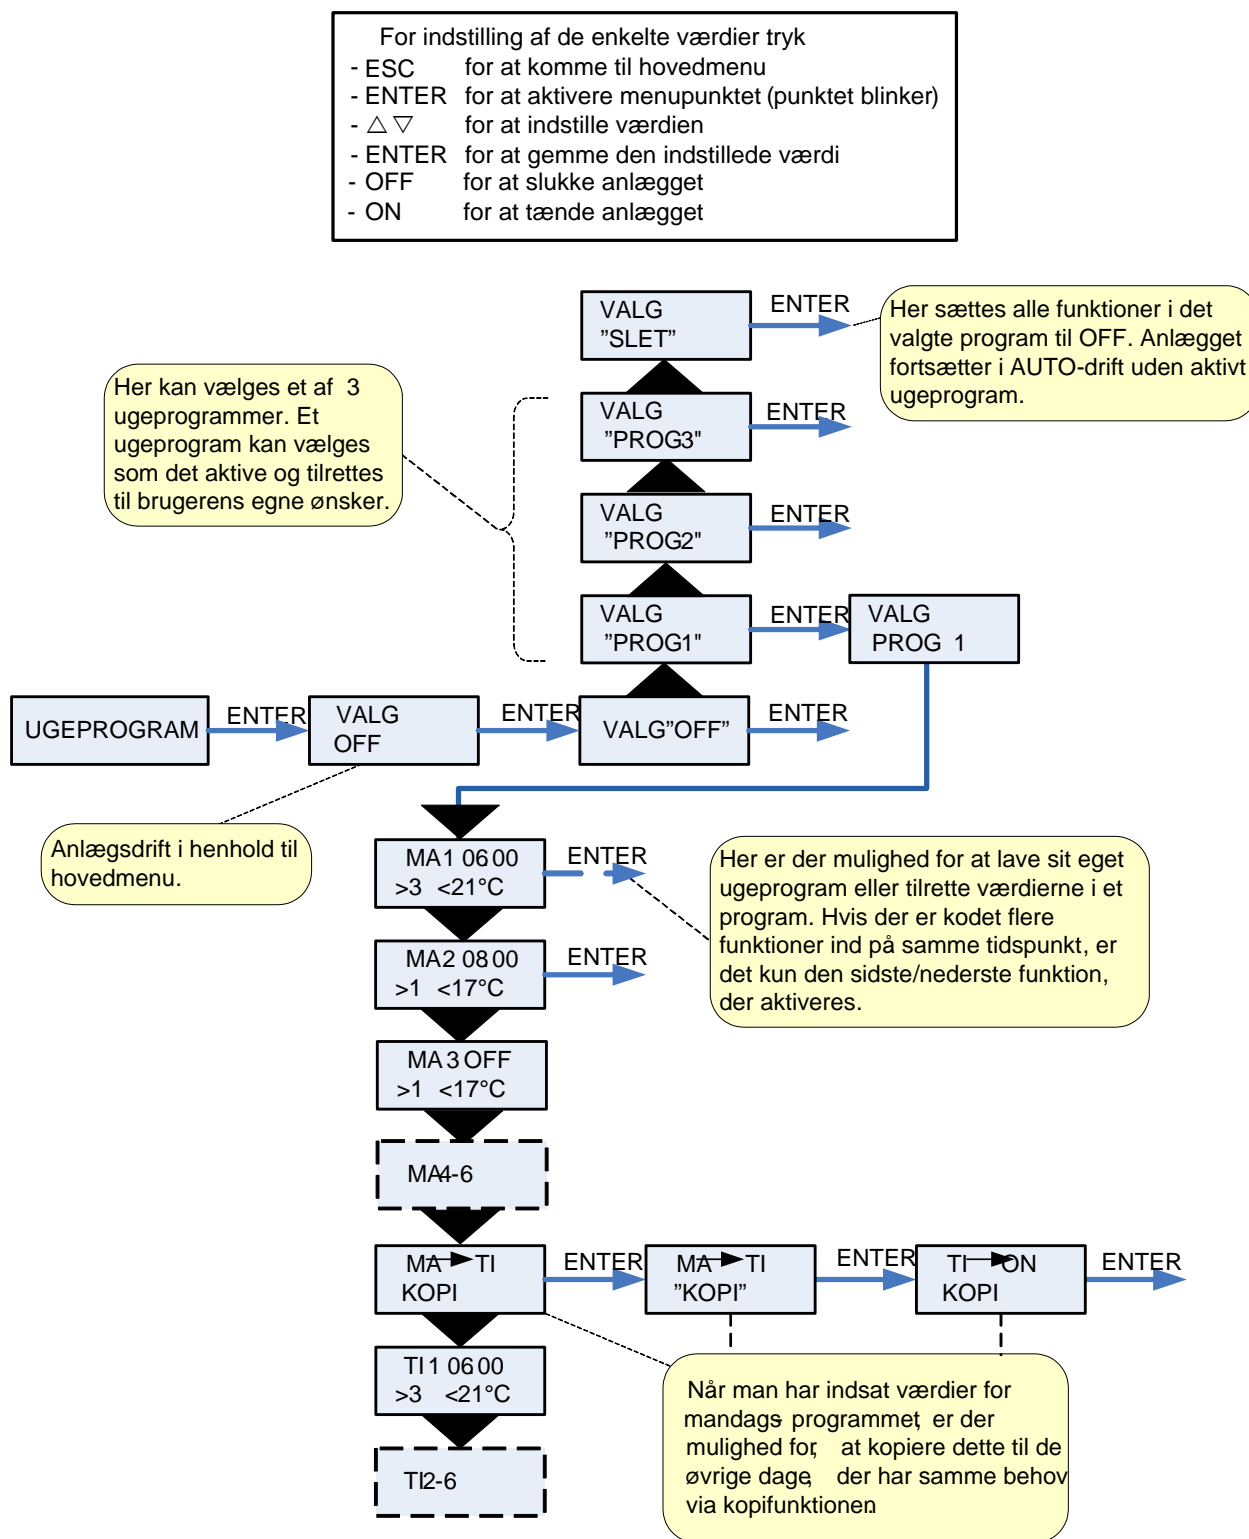 For indstilling af de enkelte værdier tryk
- ESC for at komme til hovedmenu
- ENTER for at aktivere menupunktet (punktet blinker)
- △ ▽ for at indstille værdien
- ENTER for at gemme den indstillede værdi
- OFF for at slukke anlægget
- ON for at tænde anlægget
VALG
"SLET"
ENTER
Her sættes alle funktioner i det
valgte program til OFF. Anlægget
fortsætter i AUTO-drift uden aktivt
ugeprogram.
Her kan vælges et af 3
ugeprogrammer. Et
ugeprogram kan vælges
som det aktive og tilrettes
til brugerens egne ønsker.
VALG
"PROG3"
ENTER
VALG
"PROG2"
ENTER
VALG
"PROG1"
ENTER
VALG
PROG 1
UGEPROGRAM
ENTER
VALG
OFF
ENTER
VALG"OFF"
ENTER
Anlægsdrift i henhold til
hovedmenu.
MA1 06:00
>3 <21°C
ENTER
Her er der mulighed for at lave sit eget
ugeprogram eller tilrette værdierne i et
program. Hvis der er kodet flere
funktioner ind på samme tidspunkt, er
det kun den sidste/nederste funktion,
der aktiveres.
MA2 08:00
>1 <17°C
ENTER
MA3 OFF
>1 <17°C
MA4-6
MA → TI
KOPI
ENTER
MA → TI
"KOPI"
ENTER
TI → ON
KOPI
ENTER
TI1 06:00
>3 <21°C
Når man har indsat værdier for
mandags- programmet, er der
mulighed for, at kopiere dette til de
øvrige dage, der har samme behov
via kopifunktionen.
TI2-6